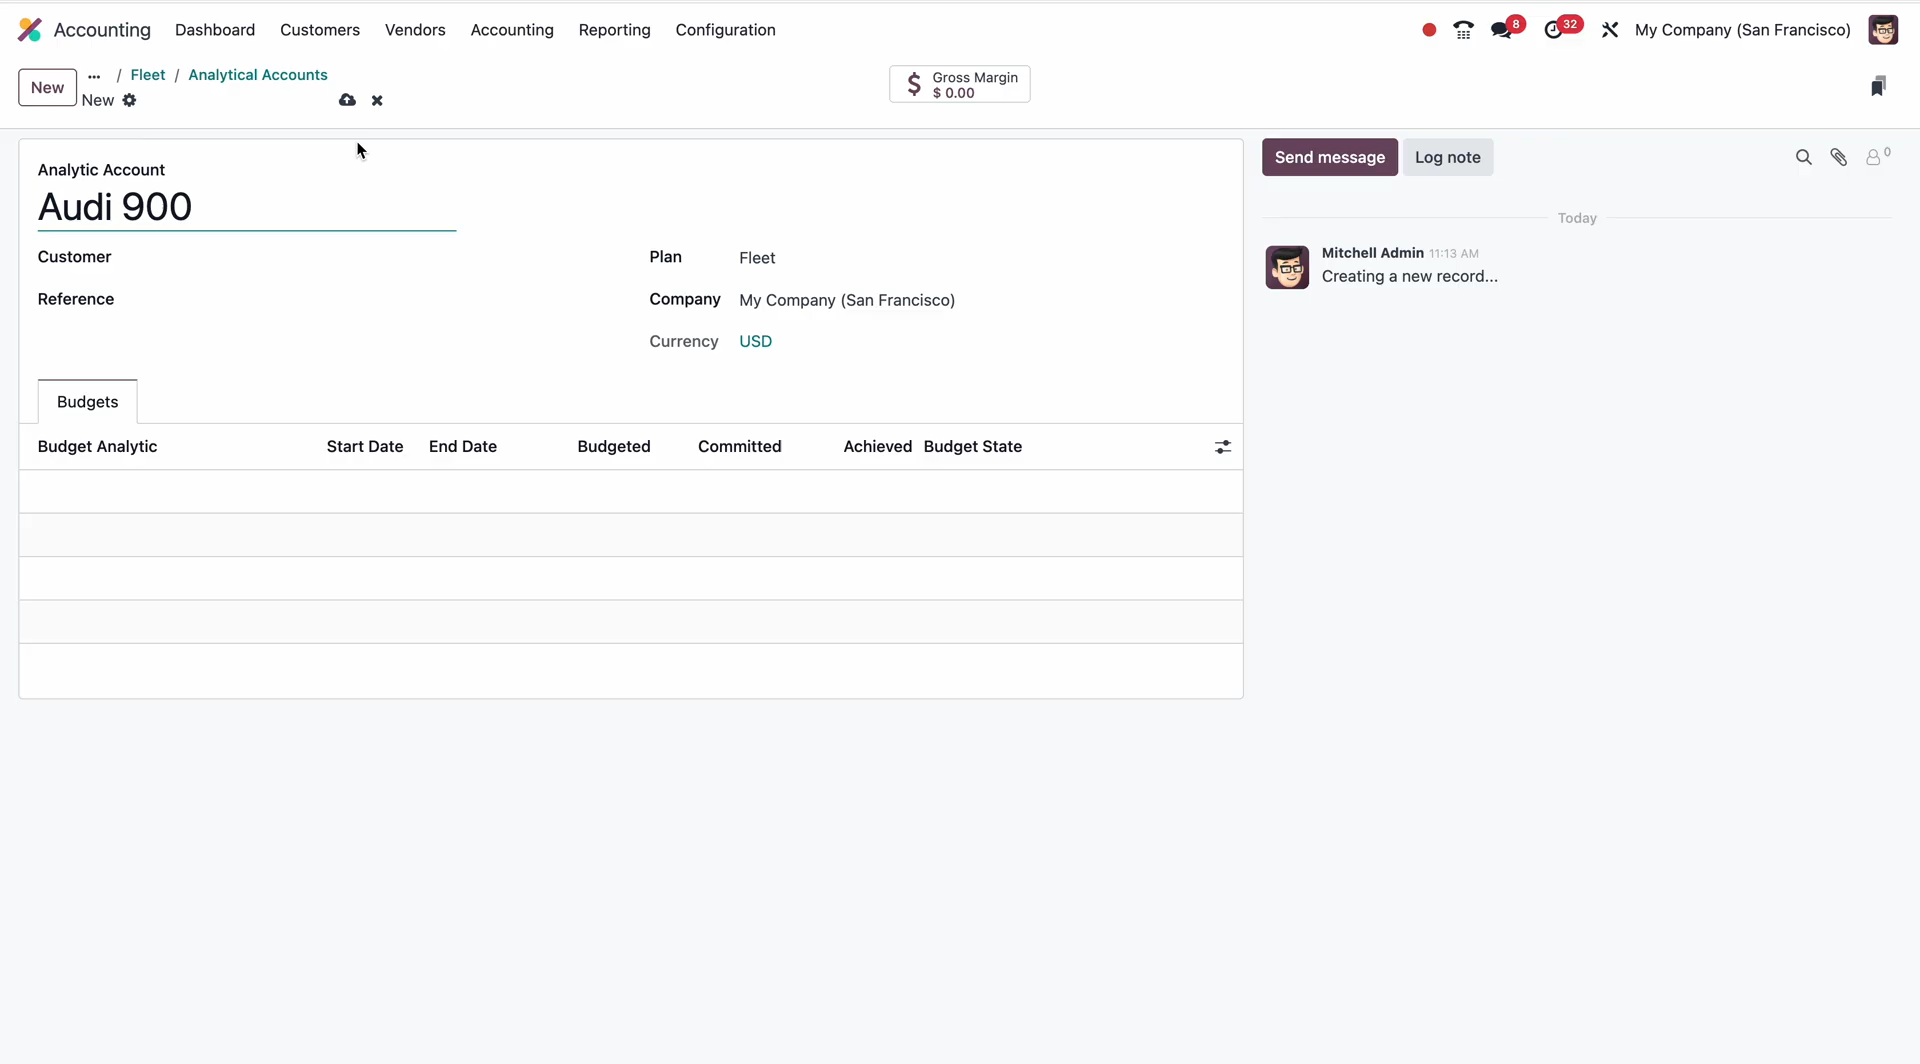 Accounting Dashboard Customers Vendors Accounting Reporting Configuration 8 32 My Company (San Francisco)
New ... / Fleet / Analytical Accounts
New
Gross Margin
$ 0.00
Analytic Account
Audi 900
Customer
Reference
Plan Fleet
Company My Company (San Francisco)
Currency USD
Budgets
Budget Analytic Start Date End Date Budgeted Committed Achieved Budget State
Send message Log note 0
Today
Mitchell Admin 11:13 AM
Creating a new record...